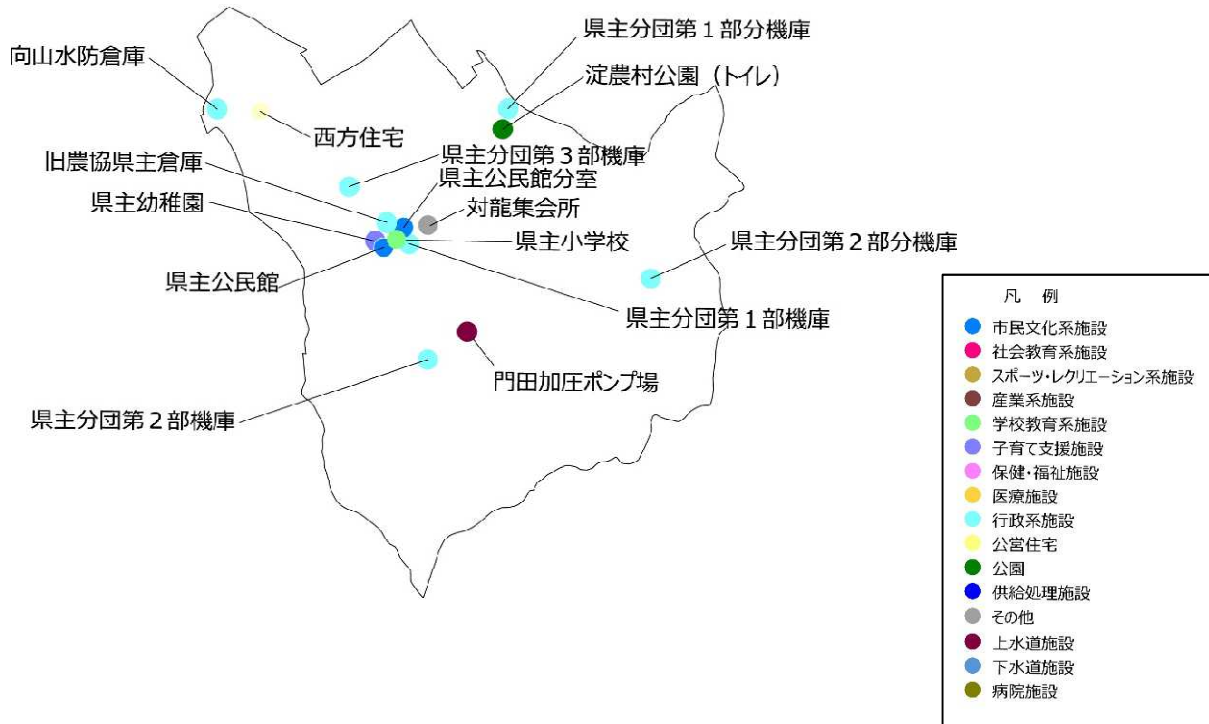 県主分団第１部分機庫
向山水防倉庫
淀農村公園（トイレ）
西方住宅
旧農協県主倉庫
県主分団第３部機庫
県主公民館分室
県主幼稚園
対龍集会所
県主小学校
県主分団第２部分機庫
県主公民館
県主分団第１部機庫
門田加圧ポンプ場
県主分団第２部機庫
凡 例
市民文化系施設
社会教育系施設
スポーツ・レクリエーション系施設
産業系施設
学校教育系施設
子育て支援施設
保健・福祉施設
医療施設
行政系施設
公営住宅
公園
供給処理施設
その他
上水道施設
下水道施設
病院施設